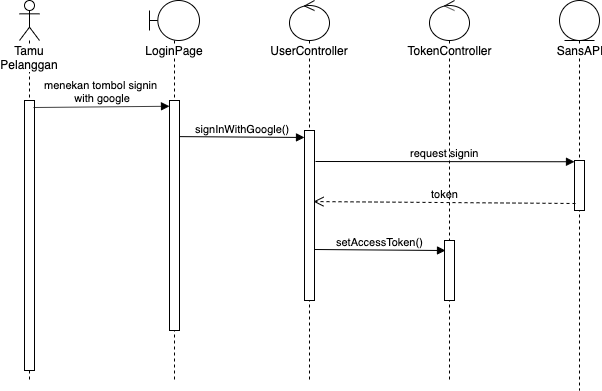 Tamu
Pelanggan
LoginPage
UserController
TokenController
SansAPI
menekan tombol signin
with google
signInWithGoogle()
request signin
token
setAccessToken()